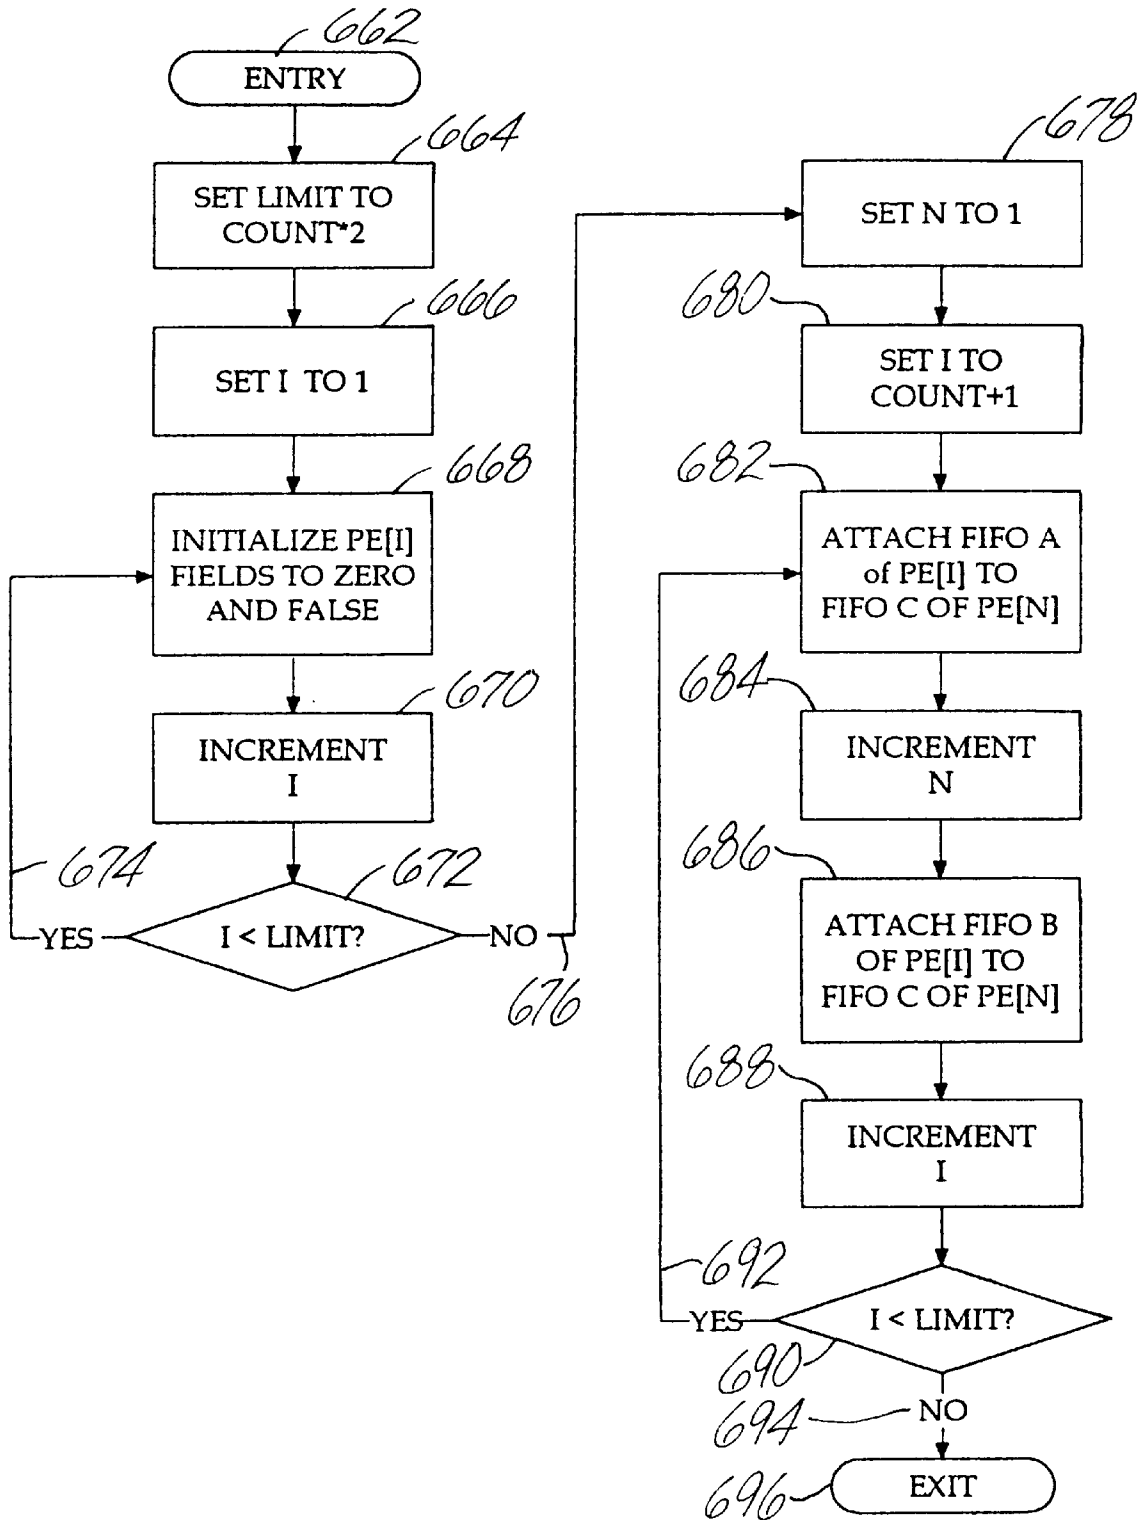 662
ENTRY
664
SET LIMIT TO
COUNT*2
666
SET I TO 1
668
INITIALIZE PE[I]
FIELDS TO ZERO
AND FALSE
670
INCREMENT
I
674
672
YES
I < LIMIT?
NO
676
678
SET N TO 1
680
SET I TO
COUNT+1
682
ATTACH FIFO A
of PE[I] TO
FIFO C OF PE[N]
684
INCREMENT
N
686
ATTACH FIFO B
OF PE[I] TO
FIFO C OF PE[N]
688
INCREMENT
I
692
YES
I < LIMIT?
690
694
NO
696
EXIT